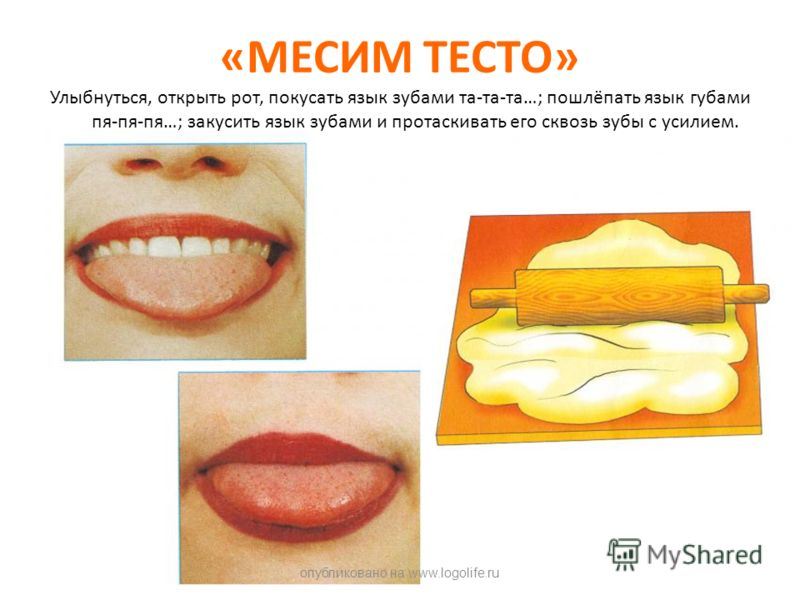 «МЕСИМ ТЕСТО»
Улыбнуться, открыть рот, покусать язык зубами та-та-та…; пошлёпать язык губами
пя-пя-пя…; закусить язык зубами и протаскивать его сквозь зубы с усилием.
опубликовано на www.logolife.ru
MyShared